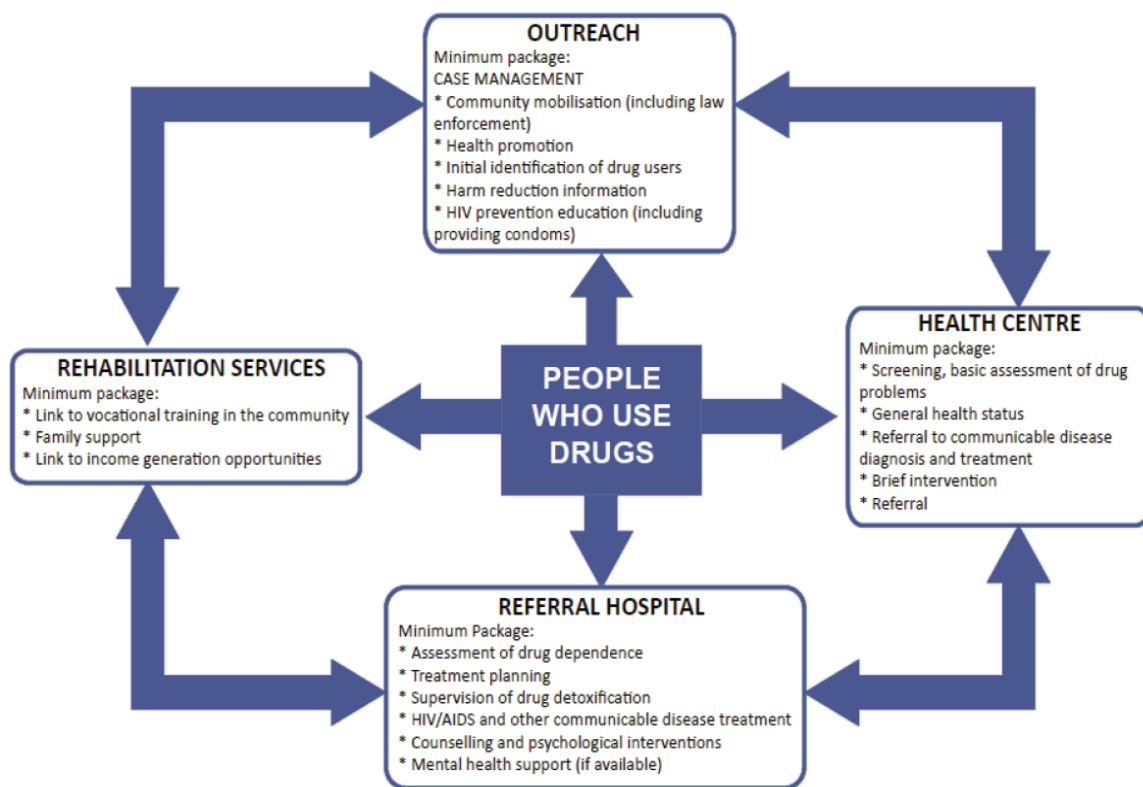 OUTREACH
Minimum package:
CASE MANAGEMENT
* Community mobilisation (including law
enforcement)
* Health promotion
* Initial identification of drug users
* Harm reduction information
* HIV prevention education (including
providing condoms)
REHABILITATION SERVICES
Minimum package:
* Link to vocational training in the community
* Family support
* Link to income generation opportunities
PEOPLE
WHO USE
DRUGS
HEALTH CENTRE
Minimum package:
* Screening, basic assessment of drug
problems
* General health status
* Referral to communicable disease
diagnosis and treatment
* Brief intervention
* Referral
REFERRAL HOSPITAL
Minimum Package:
* Assessment of drug dependence
* Treatment planning
* Supervision of drug detoxification
* HIV/AIDS and other communicable disease treatment
* Counselling and psychological interventions
* Mental health support (if available)